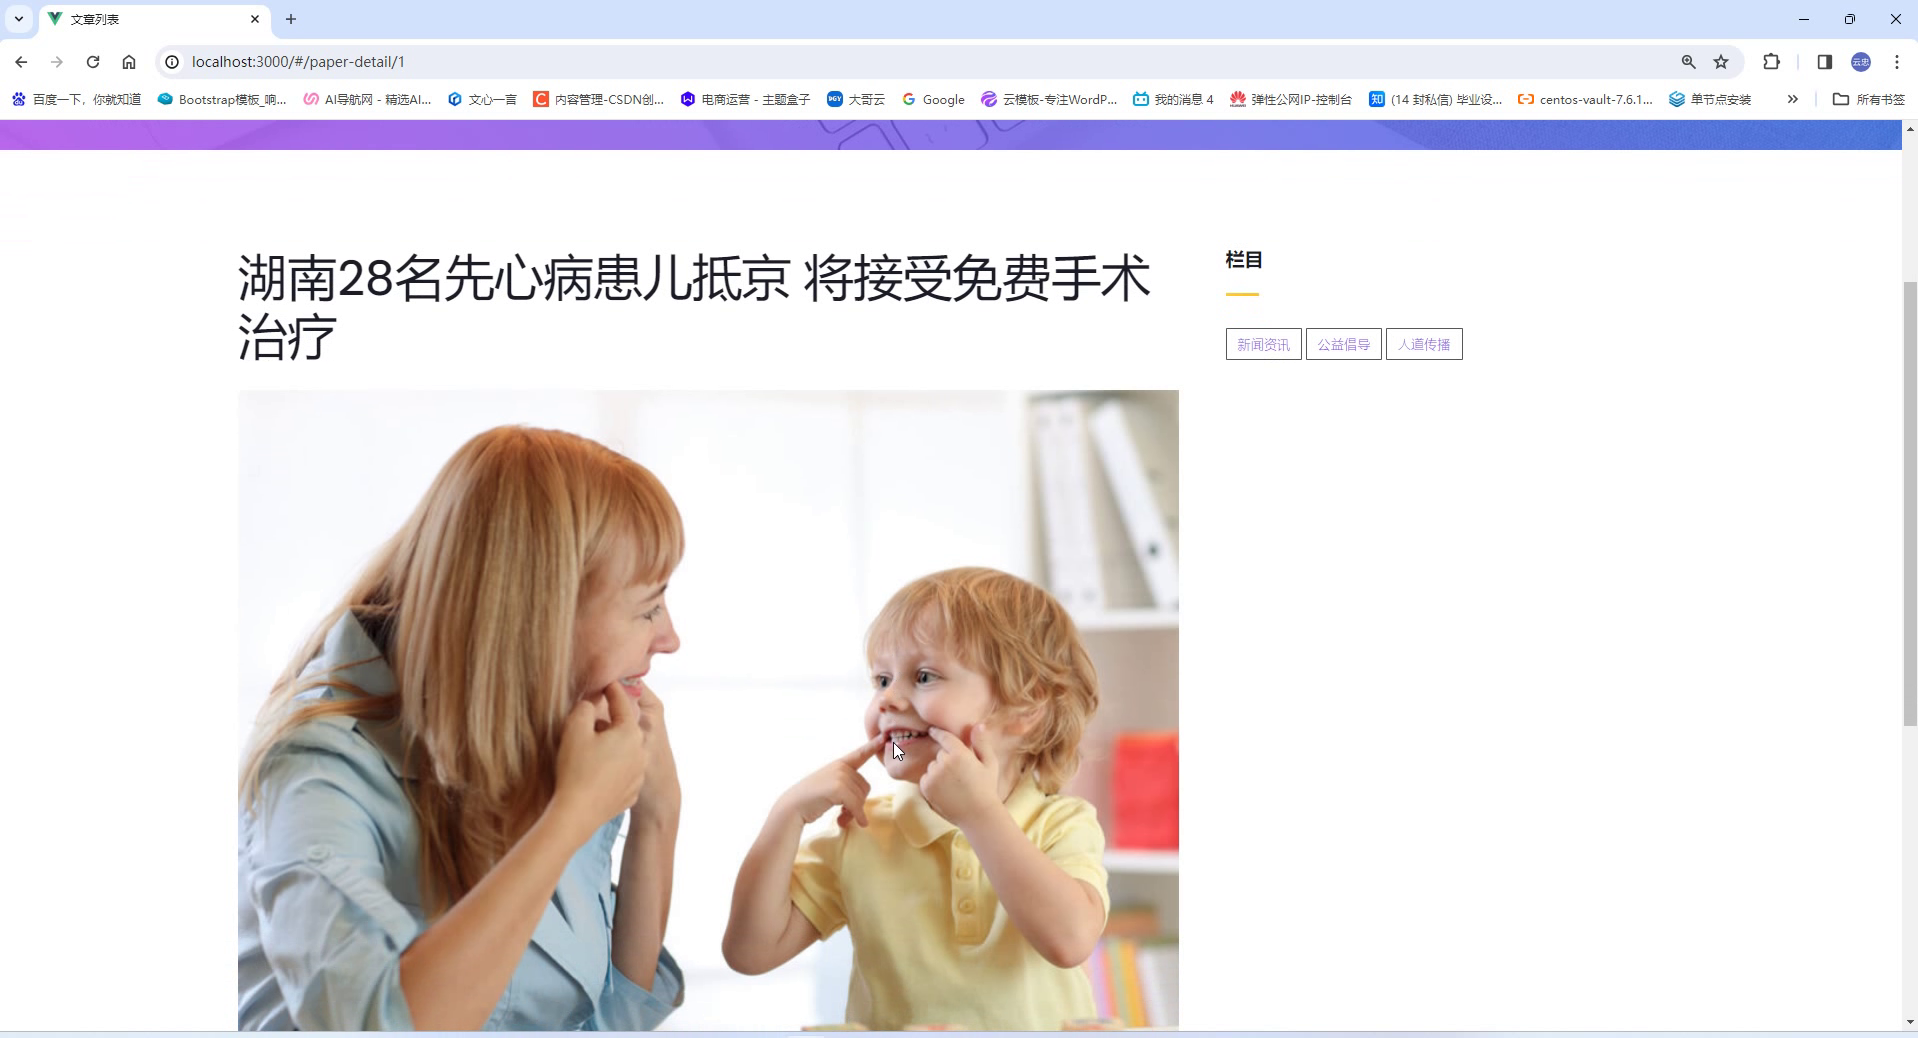 文章列表
localhost:3000/#/paper-detail/1
云忠
百度一下，你就知道
Bootstrap模板_响...
AI导航网 - 精选AI...
文心一言
内容管理-CSDN创...
电商运营 - 主题盒子
大哥云
Google
云模板-专注WordP...
我的消息 4
弹性公网IP-控制台
(14 封私信) 毕业设...
centos-vault-7.6.1...
单节点安装
所有书签
湖南28名先心病患儿抵京 将接受免费手术
治疗
栏目
新闻资讯
公益倡导
人道传播